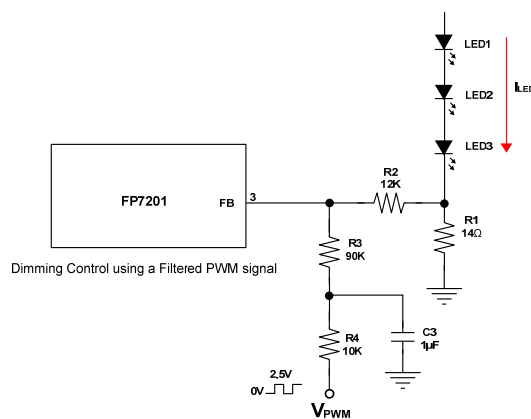 LED1
ILED
LED2
LED3
FP7201
FB
3
R2
12K
R1
14Ω
R3
90K
Dimming Control using a Filtered PWM signal
C3
1µF
R4
10K
2.5V
0V
VPWM